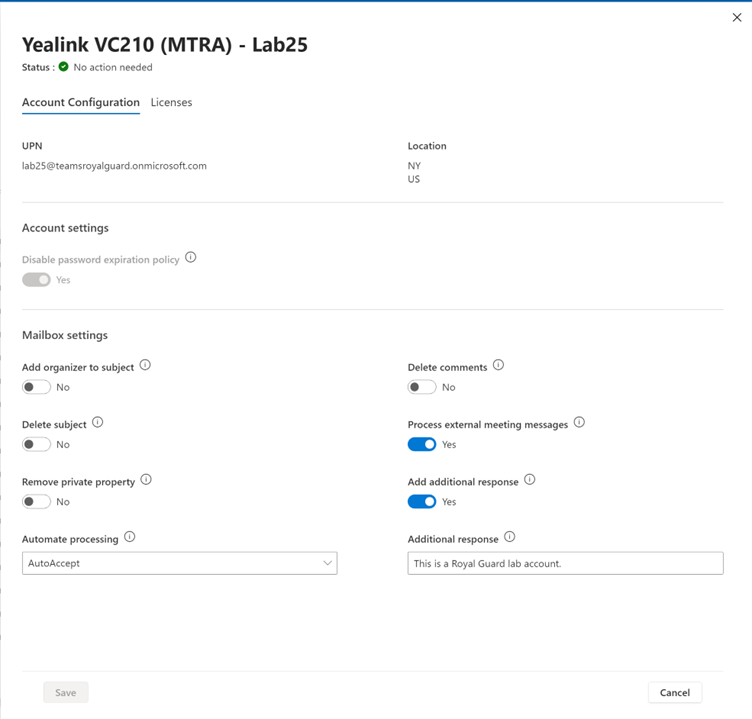 Yealink VC210 (MTRA) - Lab25
Status : No action needed
Account Configuration Licenses
UPN
lab25@teamsroyalguard.onmicrosoft.com
Location
NY
US
Account settings
Disable password expiration policy
Yes
Mailbox settings
Add organizer to subject
No
Delete comments
No
Delete subject
No
Process external meeting messages
Yes
Remove private property
No
Add additional response
Yes
Automate processing
AutoAccept
Additional response
This is a Royal Guard lab account.
Save
Cancel